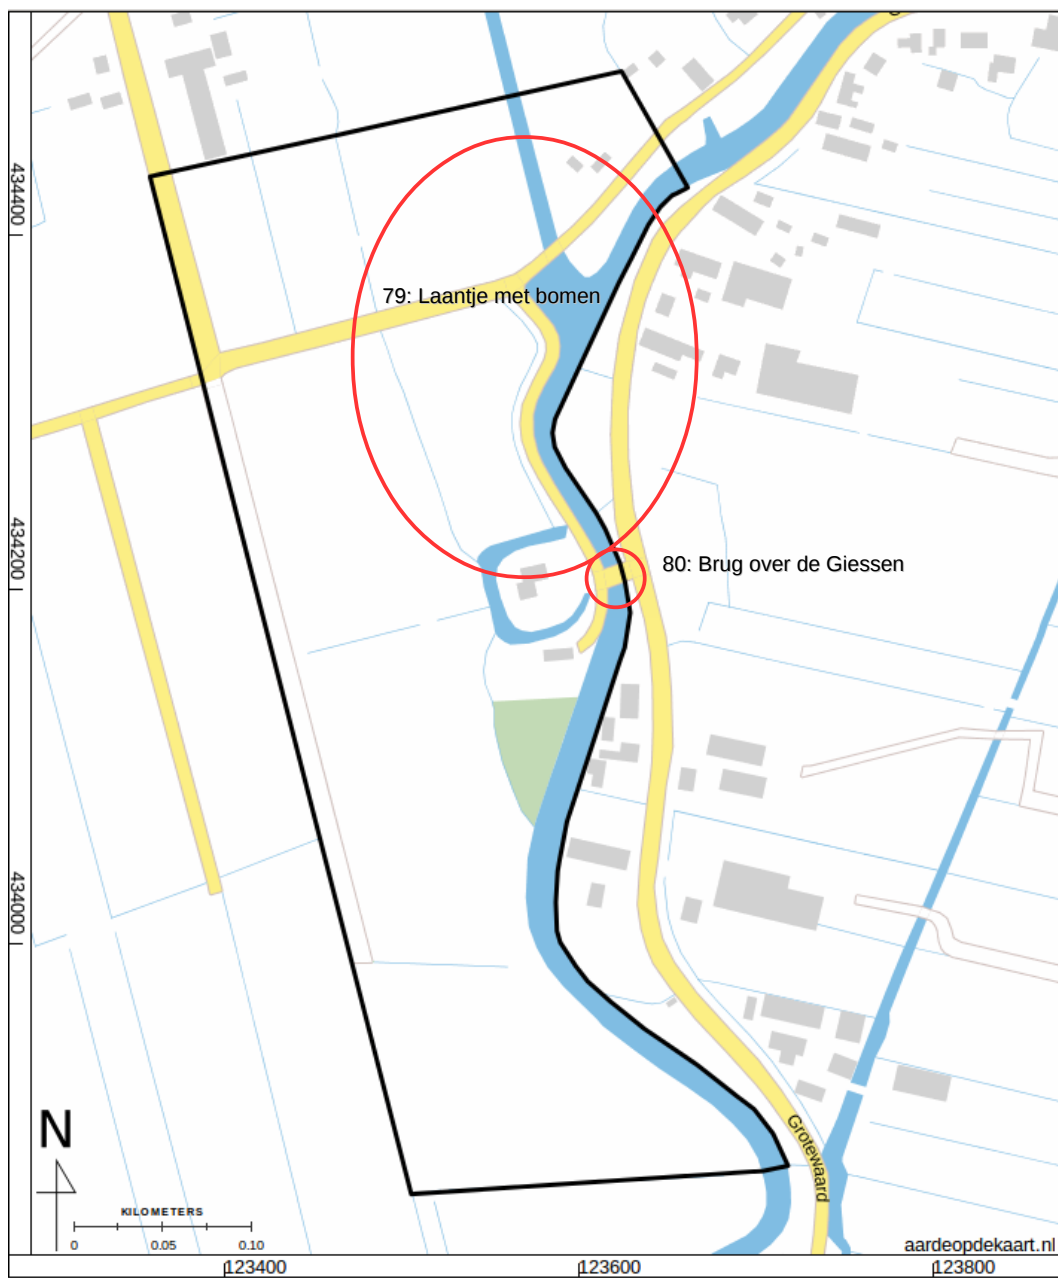 434400
79: Laantje met bomen
434200
80: Brug over de Giessen
434000
N
Grotewaard
KILOMETERS
0 0.05 0.10
aardeopdekaart.nl
123400 123600 123800